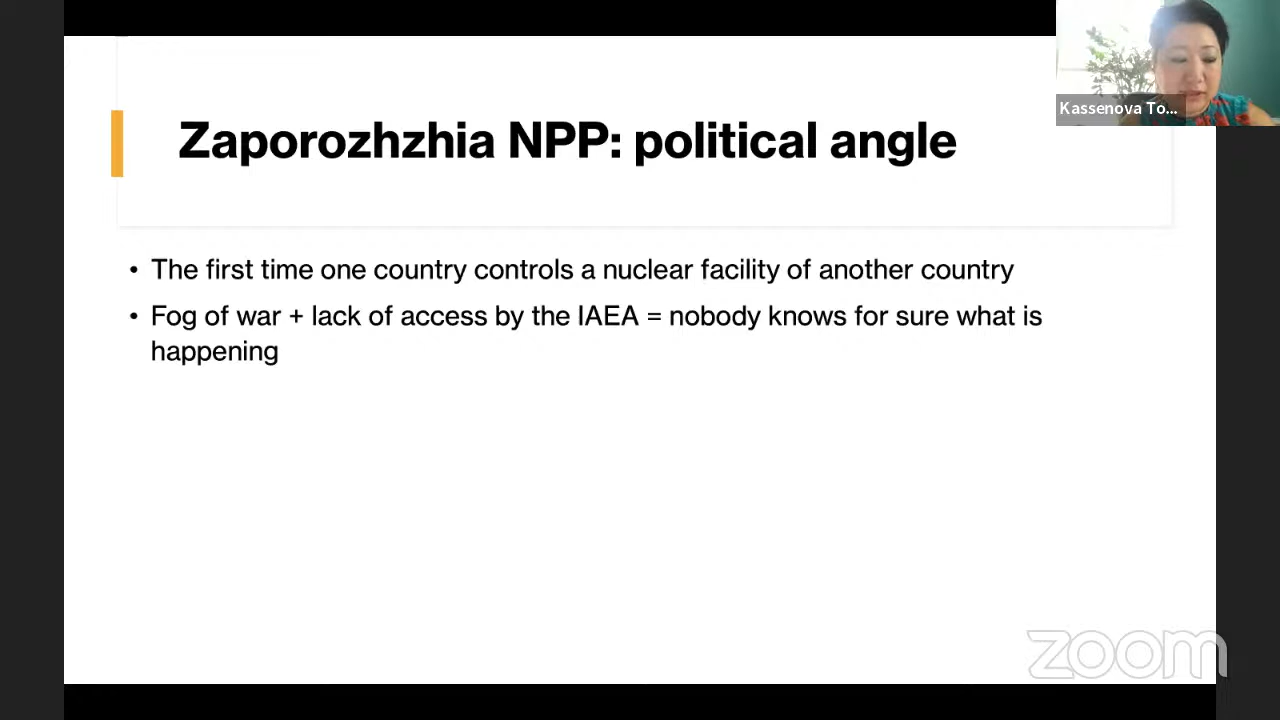 Kassenova To...
Zaporozhzhia NPP: political angle
• The first time one country controls a nuclear facility of another country
• Fog of war + lack of access by the IAEA = nobody knows for sure what is
happening
zoom